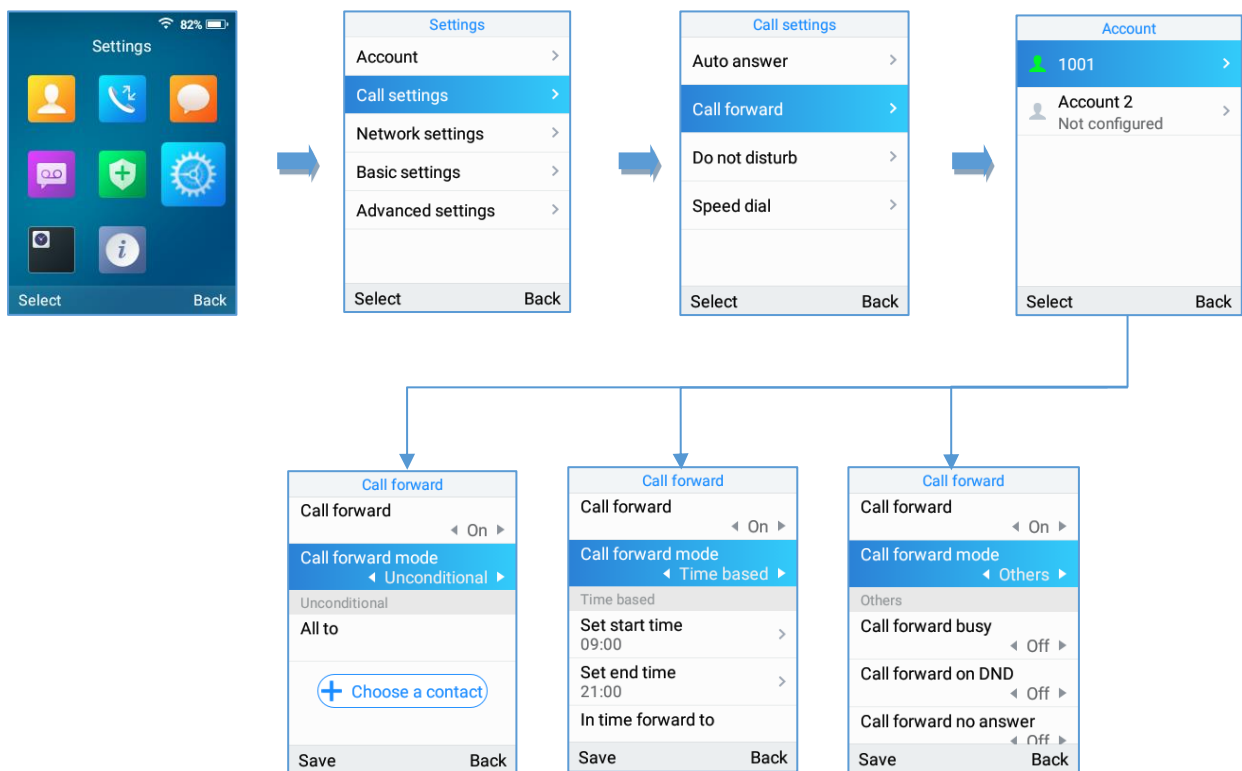 82%
Settings
Select Back
Settings
Account
Call settings
Network settings
Basic settings
Advanced settings
Select Back
Call settings
Auto answer
Call forward
Do not disturb
Speed dial
Select Back
Account
1001
Account 2
Not configured
Select Back
Call forward
Call forward
On
Call forward mode
Unconditional
Unconditional
All to
+ Choose a contact
Save Back
Call forward
Call forward
On
Call forward mode
Time based
Time based
Set start time
09:00
Set end time
21:00
In time forward to
Save Back
Call forward
Call forward
On
Call forward mode
Others
Others
Call forward busy
Off
Call forward on DND
Off
Call forward no answer
Off
Save Back